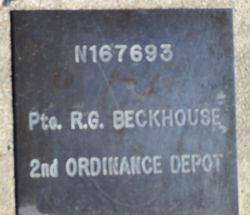 N167693
Pte. R.G. BECKHOUSE
2nd ORDINANCE DEPOT